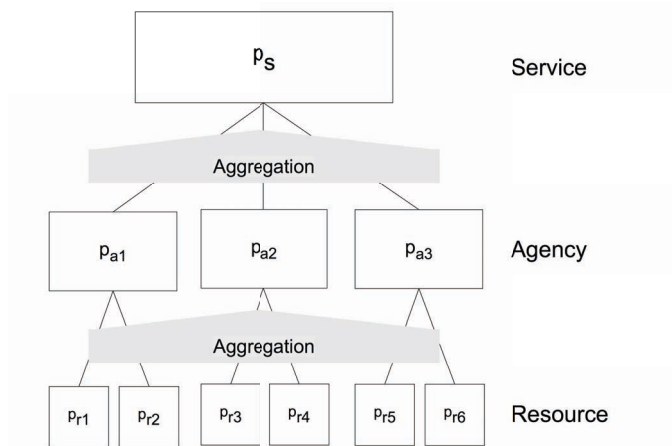 pS
Service
Aggregation
pa1
pa2
pa3
Agency
Aggregation
pr1
pr2
pr3
pr4
pr5
pr6
Resource